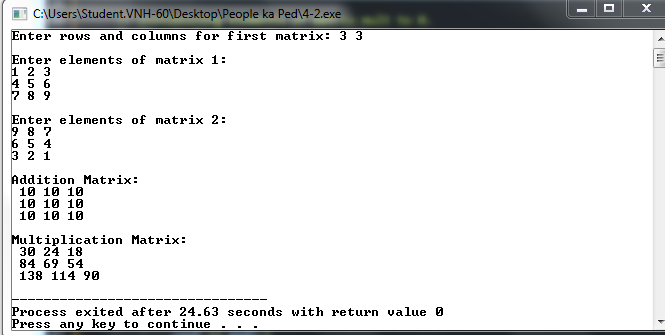 C:\Users\Student.VNH-60\Desktop\People ka Ped\4-2.exe
Enter rows and columns for first matrix: 3 3
Enter elements of matrix 1:
1 2 3
4 5 6
7 8 9
Enter elements of matrix 2:
9 8 7
6 5 4
3 2 1
Addition Matrix:
10 10 10
10 10 10
10 10 10
Multiplication Matrix:
30 24 18
84 69 54
138 114 90
--------------------------------
Process exited after 24.63 seconds with return value 0
Press any key to continue . . .